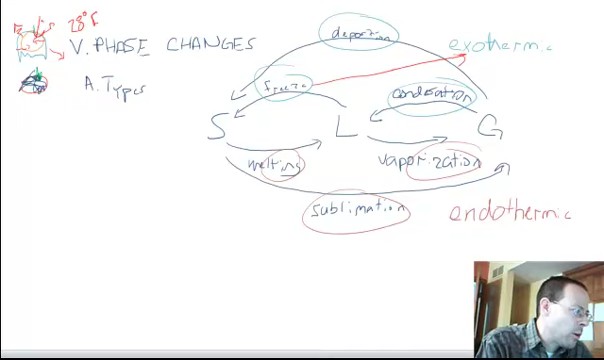 28°F
V. PHASE CHANGES
A. Types
deposition
exothermic
freeze
condensation
S L G
melting
vaporization
sublimation
endothermic